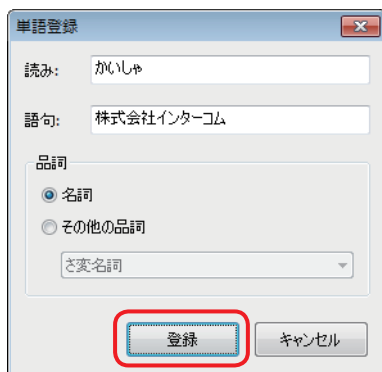 単語登録
読み: かいしゃ
語句: 株式会社インターコム
品詞
名詞
その他の品詞
さ変名詞
登録 キャンセル